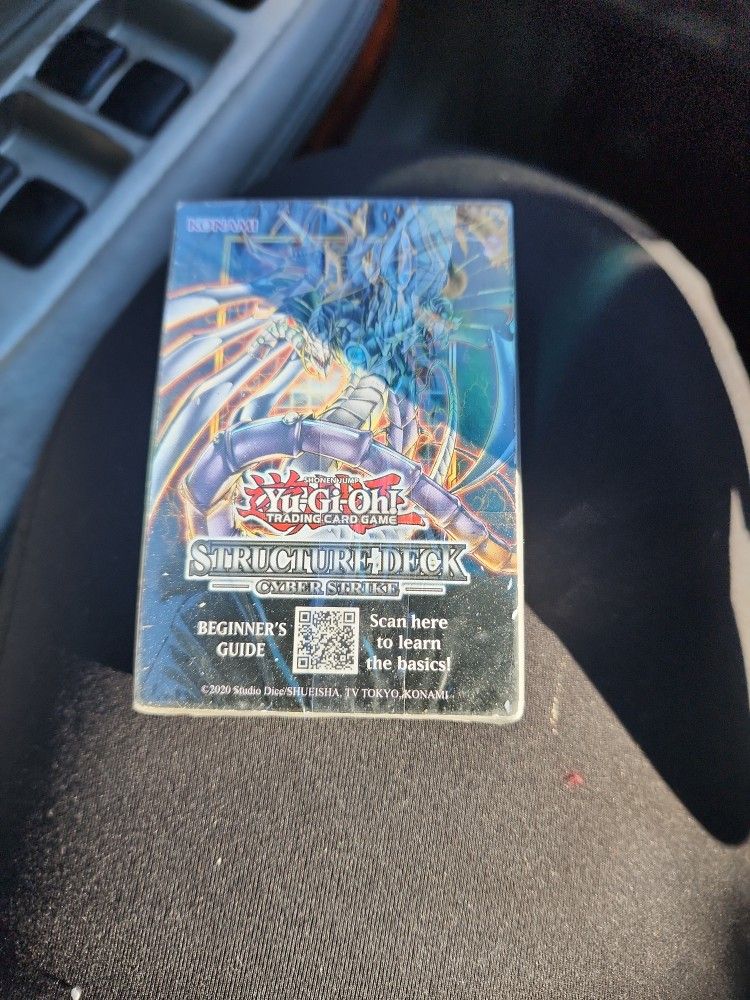 KONAMI
SHONEN JUMP
Yu-Gi-Oh!
TRADING CARD GAME
STRUCTURE DECK
CYBER STRIKE
BEGINNER'S
GUIDE
Scan here
to learn
the basics!
©2020 Studio Dice/SHUEISHA, TV TOKYO, KONAMI